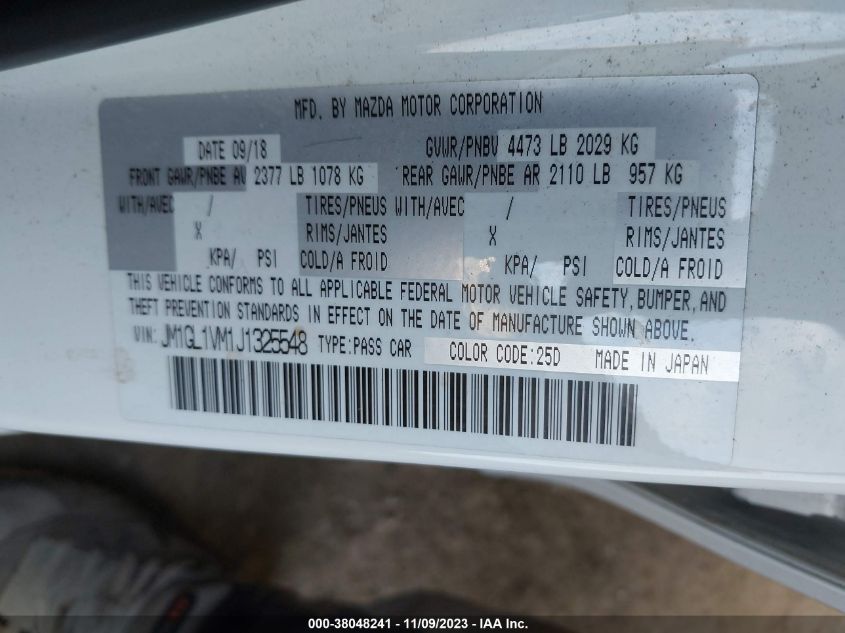 MFD. BY MAZDA MOTOR CORPORATION
DATE 09/18 GVWR/PNBV 4473 LB 2029 KG
FRONT GAWR/PNBE AV 2377 LB 1078 KG REAR GAWR/PNBE AR 2110 LB 957 KG
WITH/AVEC / TIRES/PNEUS WITH/AVEC / TIRES/PNEUS
X RIMS/JANTES X RIMS/JANTES
KPA/ PSI COLD/A FROID KPA/ PSI COLD/A FROID
THIS VEHICLE CONFORMS TO ALL APPLICABLE FEDERAL MOTOR VEHICLE SAFETY, BUMPER, AND
THEFT PREVENTION STANDARDS IN EFFECT ON THE DATE OF MANUFACTURE SHOWN ABOVE.
VIN: JM1GL1VM1J1325548 TYPE:PASS CAR COLOR CODE:25D MADE IN JAPAN
000-38048241 - 11/09/2023 - IAA Inc.